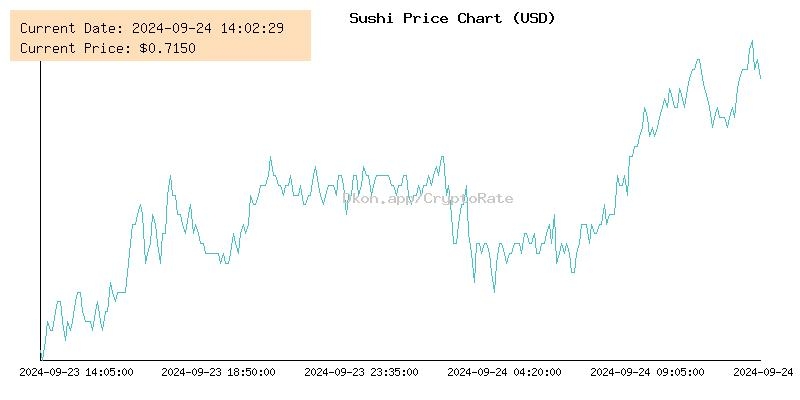 Sushi Price Chart (USD)
Current Date: 2024-09-24 14:02:29
Current Price: $0.7150
Dkon.app/CryptoRate
2024-09-23 14:05:00
2024-09-23 18:50:00
2024-09-23 23:35:00
2024-09-24 04:20:00
2024-09-24 09:05:00
2024-09-24